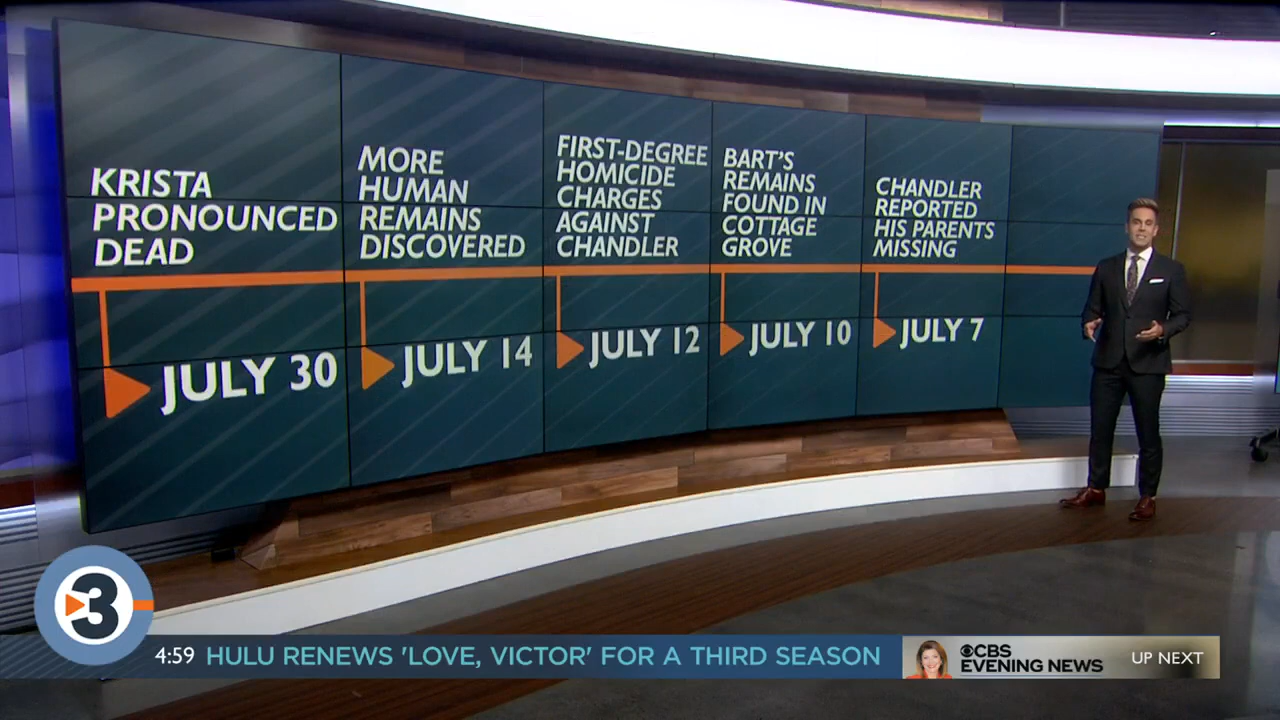 KRISTA
PRONOUNCED
DEAD
JULY 30
MORE
HUMAN
REMAINS
DISCOVERED
JULY 14
FIRST-DEGREE
HOMICIDE
CHARGES
AGAINST
CHANDLER
JULY 12
BART'S
REMAINS
FOUND IN
COTTAGE
GROVE
JULY 10
CHANDLER
REPORTED
HIS PARENTS
MISSING
JULY 7
3
4:59 HULU RENEWS 'LOVE, VICTOR' FOR A THIRD SEASON
CBS
EVENING NEWS
UP NEXT